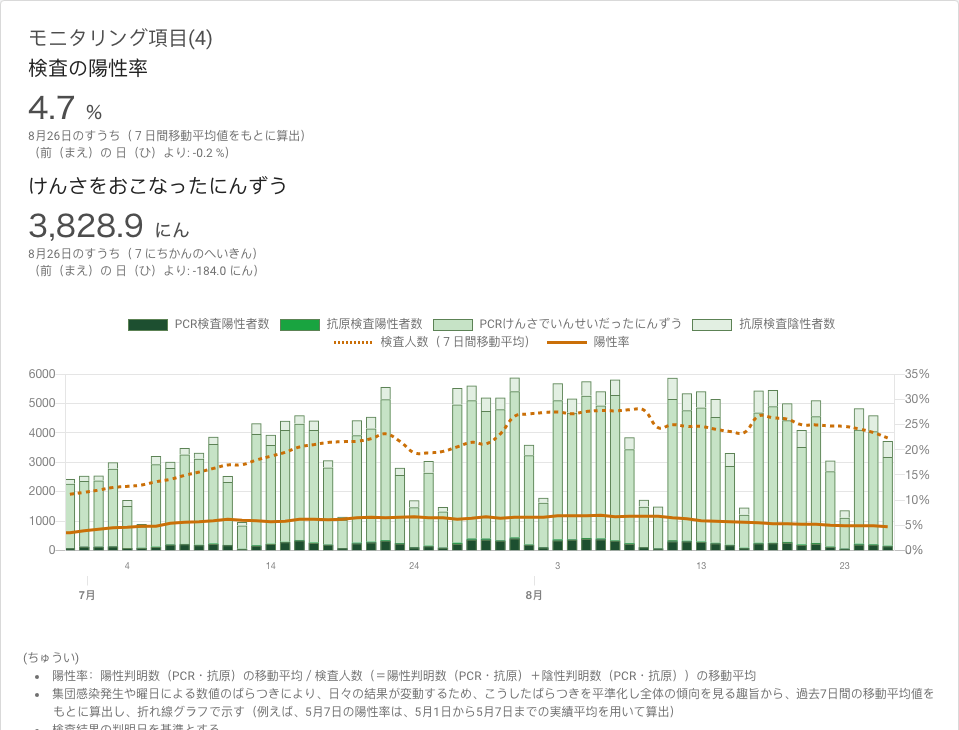 モニタリング項目(4)
検査の陽性率
4.7 %
8月26日のすうち（７日間移動平均値をもとに算出）
（前（まえ）の 日（ひ）より: -0.2 %）
けんさをおこなったにんずう
3,828.9 にん
8月26日のすうち（７にちかんのへいきん）
（前（まえ）の 日（ひ）より: -184.0 にん）
PCR検査陽性者数 抗原検査陽性者数 PCRけんさでいんせいだったにんずう 抗原検査陰性者数
検査人数（７日間移動平均） 陽性率
6000 35%
5000 30%
4000 25%
3000 20%
2000 15%
1000 10%
0 5%
0%
4 14 24 3 13 23
7月 8月
(ちゅうい)
• 陽性率：陽性判明数（PCR・抗原）の移動平均 / 検査人数（＝陽性判明数（PCR・抗原）＋陰性判明数（PCR・抗原））の移動平均
• 集団感染発生や曜日による数値のばらつきにより、日々の結果が変動するため、こうしたばらつきを平準化し全体の傾向を見る趣旨から、過去7日間の移動平均値を
もとに算出し、折れ線グラフで示す（例えば、5月7日の陽性率は、5月1日から5月7日までの実績平均を用いて算出）
• 検査結果の判明日を基準とする